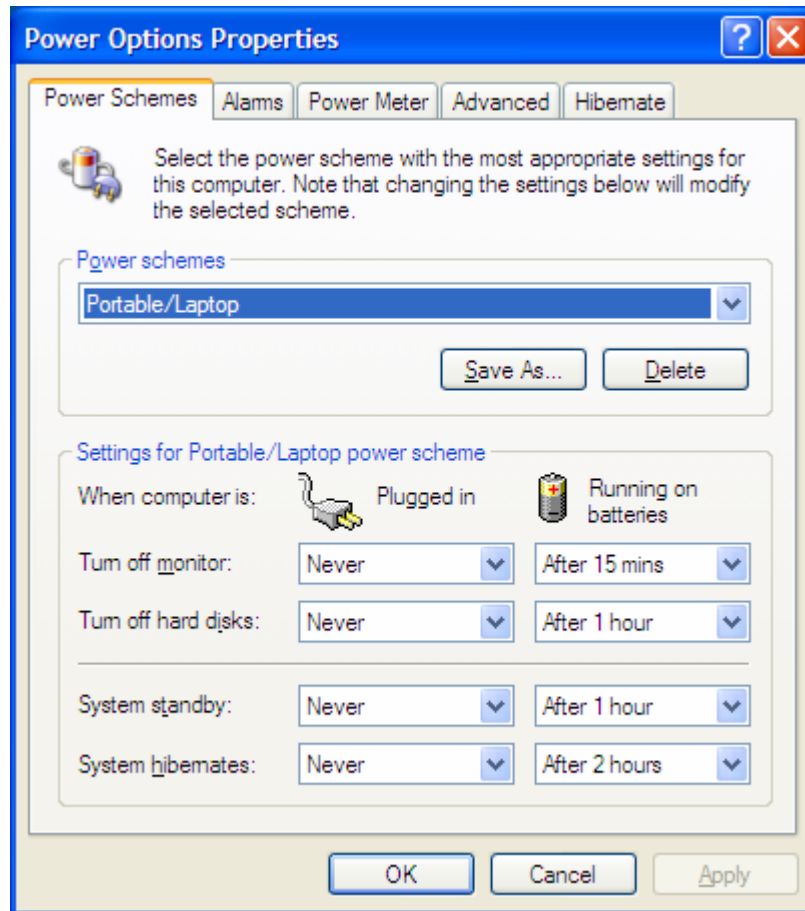 Power Options Properties
Power Schemes Alarms Power Meter Advanced Hibernate
Select the power scheme with the most appropriate settings for
this computer. Note that changing the settings below will modify
the selected scheme.
Power schemes
Portable/Laptop
Save As... Delete
Settings for Portable/Laptop power scheme
When computer is: Plugged in Running on
batteries
Turn off monitor: Never After 15 mins
Turn off hard disks: Never After 1 hour
System standby: Never After 1 hour
System hibernates: Never After 2 hours
OK Cancel Apply